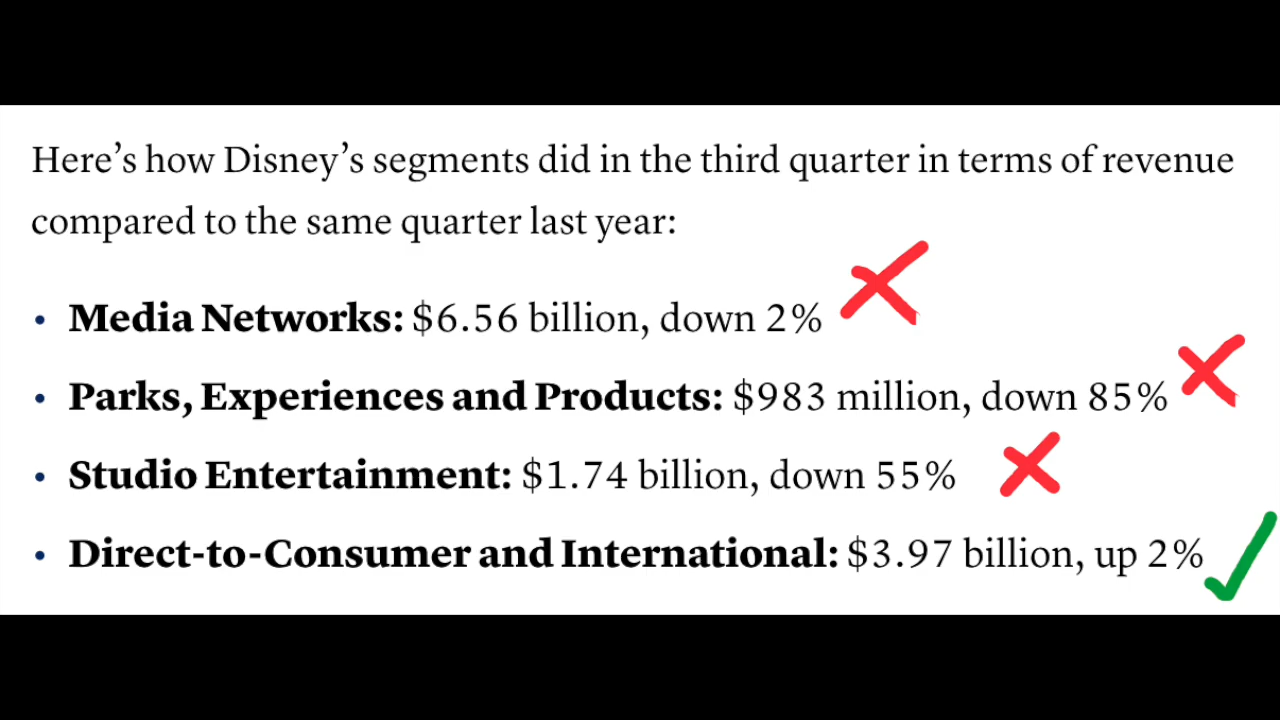 Here’s how Disney’s segments did in the third quarter in terms of revenue
compared to the same quarter last year:
• Media Networks: $6.56 billion, down 2%
• Parks, Experiences and Products: $983 million, down 85%
• Studio Entertainment: $1.74 billion, down 55%
• Direct-to-Consumer and International: $3.97 billion, up 2%